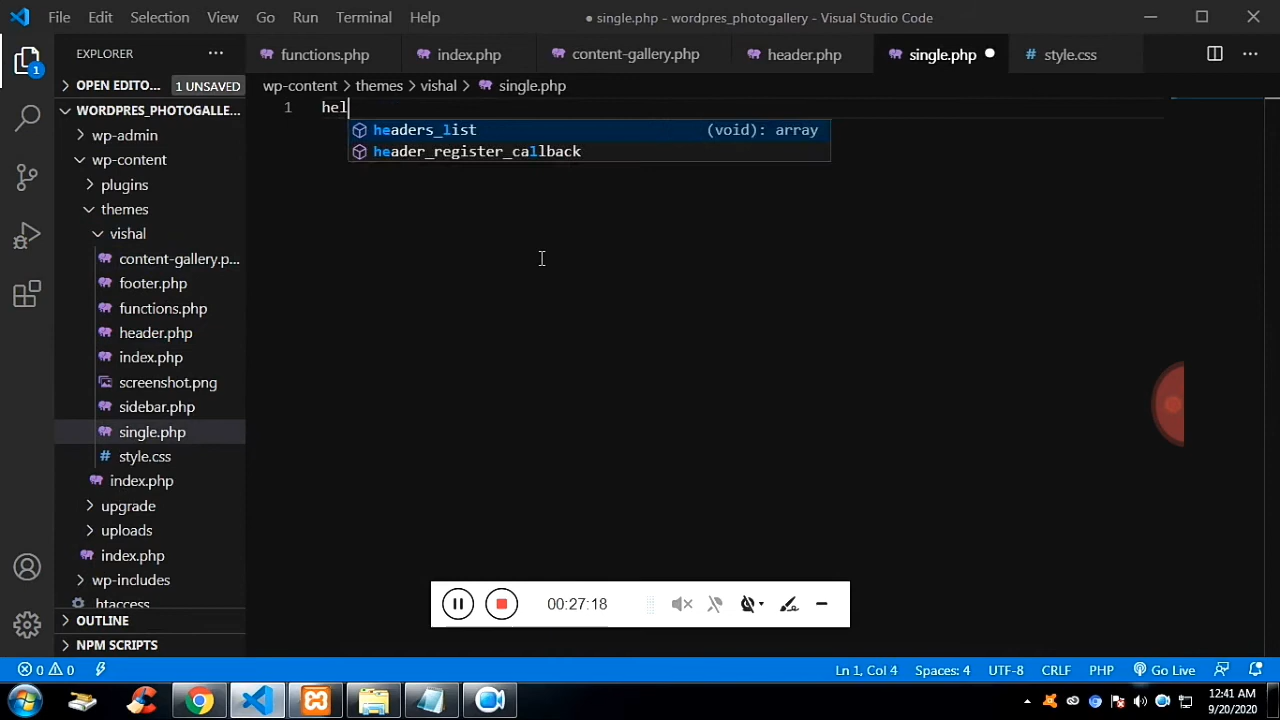 File Edit Selection View Go Run Terminal Help
● single.php - wordpres_photogallery - Visual Studio Code
EXPLORER
functions.php
index.php
content-gallery.php
header.php
single.php
# style.css
OPEN EDITO... 1 UNSAVED
wp-content > themes > vishal > single.php
1
WORDPRES_PHOTOGALLE...
1 hel
headers_list (void): array
header_register_callback
wp-admin
wp-content
plugins
themes
vishal
content-gallery.p...
footer.php
functions.php
header.php
index.php
screenshot.png
sidebar.php
single.php
# style.css
index.php
upgrade
uploads
index.php
wp-includes
.htaccess
OUTLINE
NPM SCRIPTS
00:27:18
0 0
Ln 1, Col 4 Spaces: 4 UTF-8 CRLF PHP Go Live
12:41 AM
9/20/2020